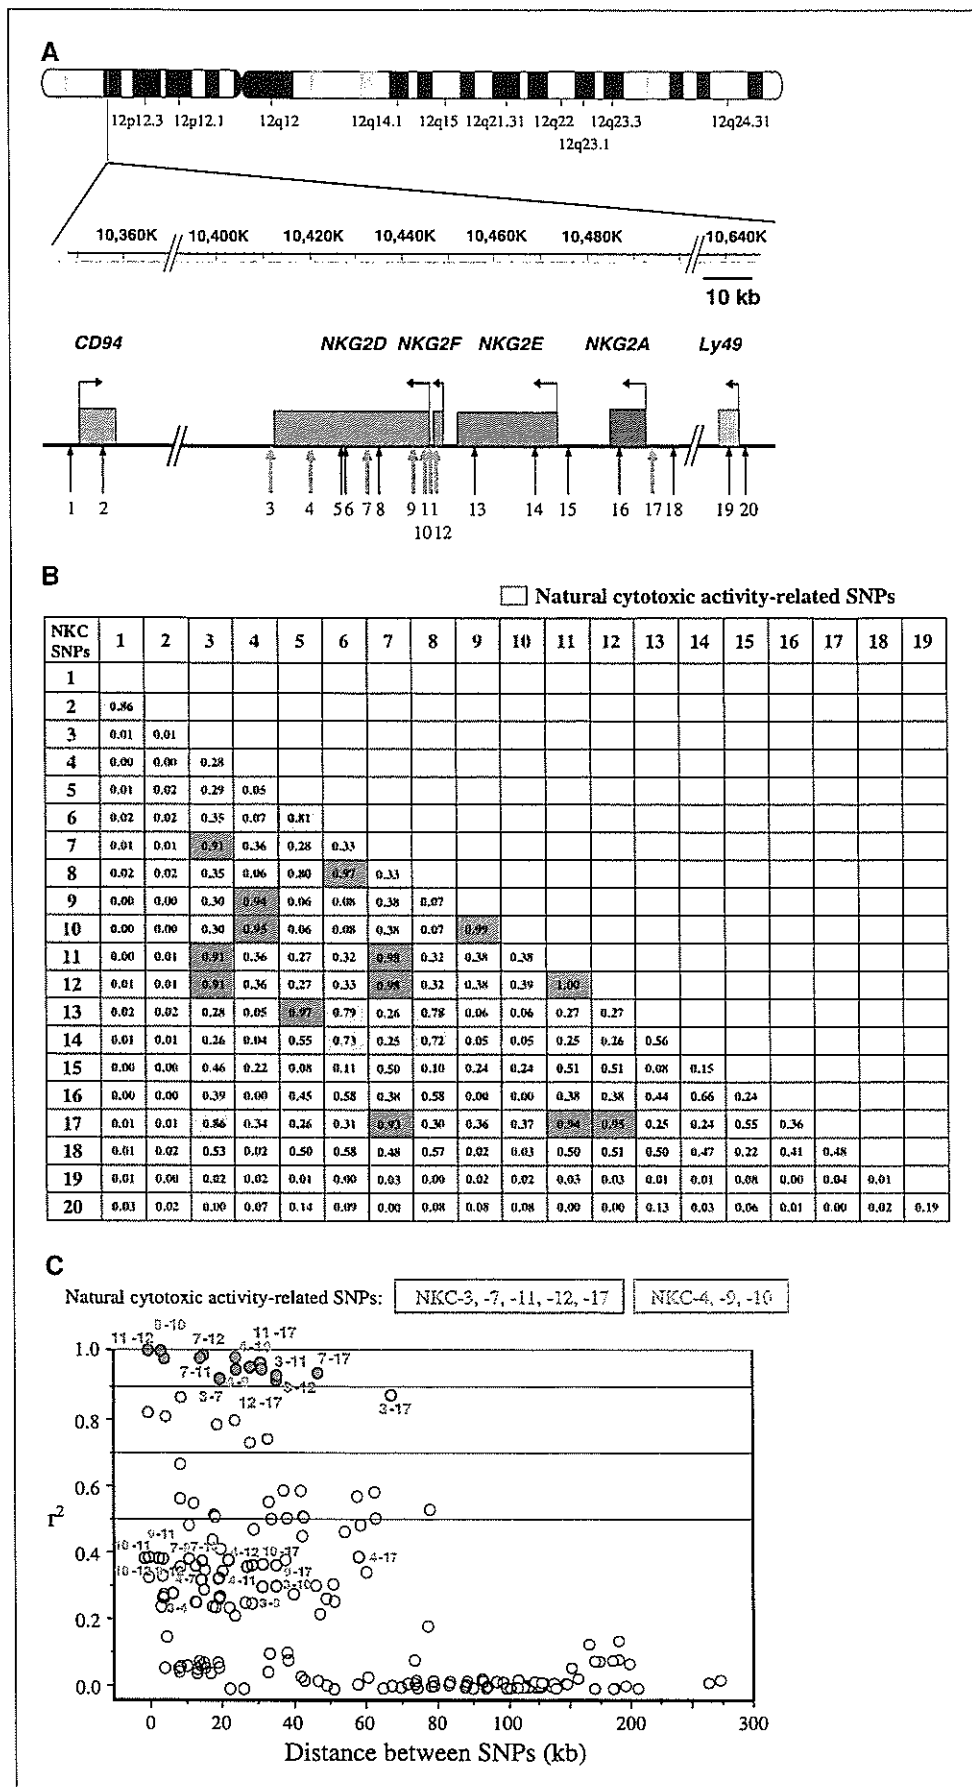 A
12p12.3 12p12.1 12q12 12q14.1 12q15 12q21.31 12q22 12q23.3 12q24.31
12q23.1
10,360K 10,400K 10,420K 10,440K 10,460K 10,480K 10,640K
10 kb
CD94 NKG2D NKG2F NKG2E NKG2A Ly49
1 2 3 4 5 6 7 8 9 11 13 14 15 16 17 18 19 20
10 12
B
Natural cytotoxic activity-related SNPs
NKC SNPs 1 2 3 4 5 6 7 8 9 10 11 12 13 14 15 16 17 18 19
1
2 0.86
3 0.01 0.01
4 0.00 0.00 0.28
5 0.01 0.02 0.29 0.05
6 0.02 0.02 0.35 0.07 0.81
7 0.01 0.01 0.91 0.36 0.28 0.33
8 0.02 0.02 0.35 0.06 0.80 0.97 0.33
9 0.00 0.00 0.30 0.94 0.06 0.08 0.38 0.07
10 0.00 0.00 0.30 0.95 0.06 0.08 0.38 0.07 0.99
11 0.00 0.01 0.91 0.36 0.27 0.32 0.98 0.32 0.38 0.38
12 0.01 0.01 0.91 0.36 0.27 0.33 0.98 0.32 0.38 0.39 1.00
13 0.02 0.02 0.28 0.05 0.97 0.79 0.26 0.78 0.06 0.06 0.27 0.27
14 0.01 0.01 0.26 0.04 0.55 0.73 0.25 0.72 0.05 0.05 0.25 0.26 0.56
15 0.00 0.00 0.46 0.22 0.08 0.11 0.50 0.10 0.24 0.24 0.51 0.51 0.08 0.15
16 0.00 0.00 0.39 0.00 0.45 0.58 0.38 0.58 0.00 0.00 0.38 0.38 0.44 0.66 0.24
17 0.01 0.01 0.86 0.34 0.26 0.31 0.93 0.30 0.36 0.37 0.94 0.95 0.25 0.24 0.55 0.36
18 0.01 0.02 0.53 0.02 0.50 0.58 0.48 0.57 0.02 0.03 0.50 0.51 0.50 0.47 0.22 0.41 0.48
19 0.01 0.00 0.02 0.02 0.01 0.00 0.03 0.00 0.02 0.02 0.03 0.03 0.01 0.01 0.08 0.00 0.04 0.01
20 0.03 0.02 0.00 0.07 0.14 0.09 0.00 0.08 0.08 0.08 0.00 0.00 0.13 0.03 0.06 0.01 0.00 0.02 0.19
C
Natural cytotoxic activity-related SNPs: NKC-3, -7, -11, -12, -17 NKC-4, -9, -10
9-10 11-17
11-12 7-12 4-10 3-11 7-17
7-11 4-9 3-12
3-7 12-17 3-17
9-11
10-11 4-12 10-17 4-17
4-7 9-17
4-11 3-10
3-4 3-9
1.0
0.8
0.6
0.4
0.2
0.0
r2
0 20 40 60 80 100 200 300
Distance between SNPs (kb)